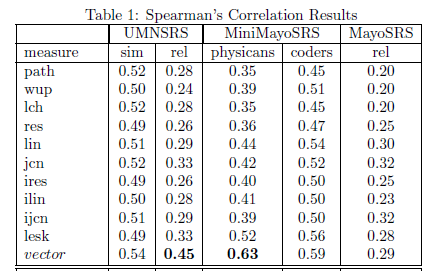 Table 1: Spearman's Correlation Results
UMNSRS MiniMayoSRS MayoSRS
measure sim rel physicans coders rel
path 0.52 0.28 0.35 0.45 0.20
wup 0.50 0.24 0.39 0.51 0.20
lch 0.52 0.28 0.35 0.45 0.20
res 0.49 0.26 0.36 0.47 0.25
lin 0.51 0.29 0.44 0.54 0.30
jcn 0.52 0.33 0.42 0.52 0.32
ires 0.49 0.26 0.40 0.50 0.25
ilin 0.50 0.28 0.41 0.50 0.23
ijcn 0.51 0.29 0.39 0.50 0.32
lesk 0.49 0.33 0.52 0.56 0.28
vector 0.54 0.45 0.63 0.59 0.29